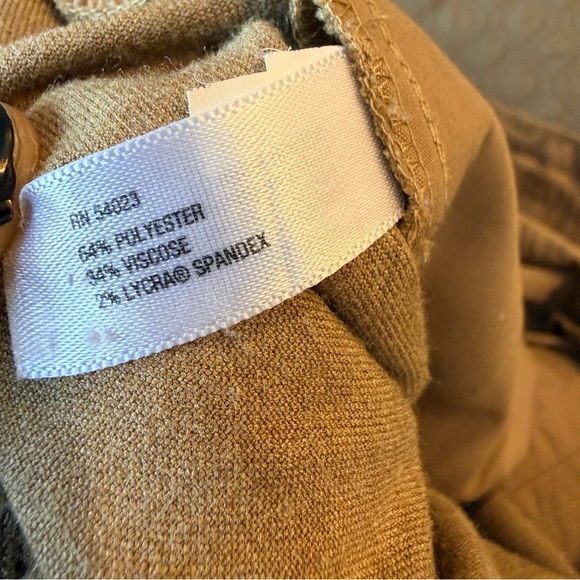 RN 54023
64% POLYESTER
34% VISCOSE
2% LYCRA® SPANDEX